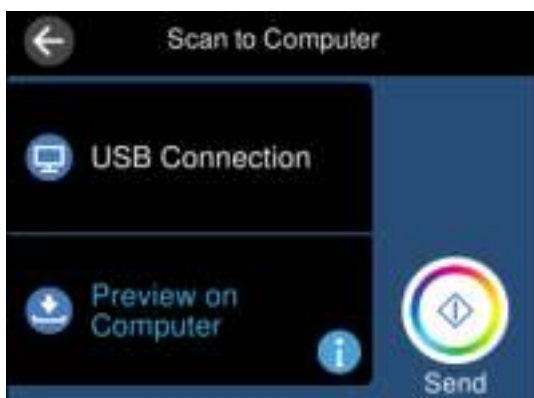 Scan to Computer
USB Connection
Preview on
Computer
Send